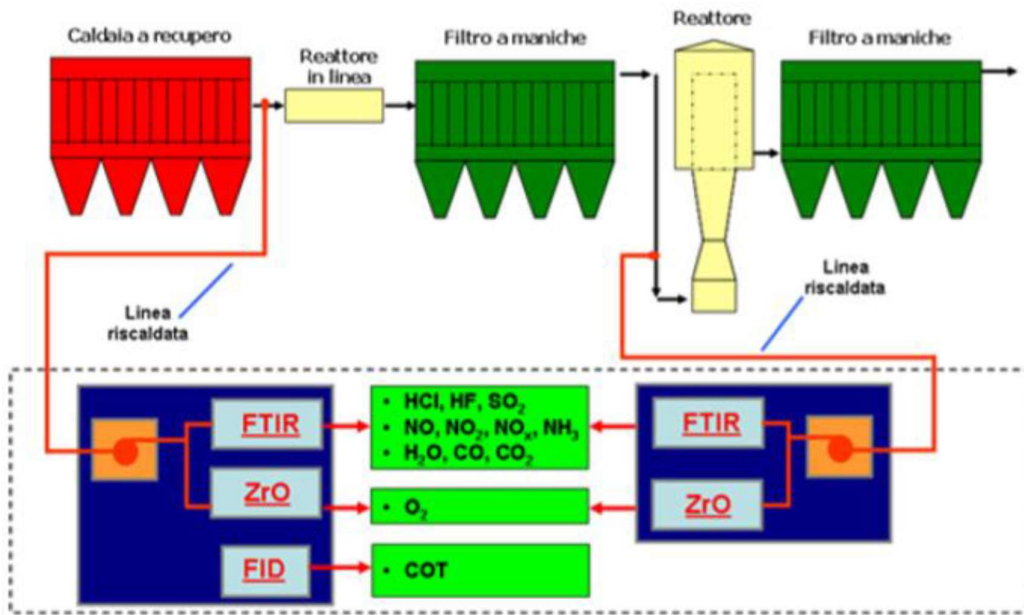 Caldaia a recupero
Reattore
in linea
Filtro a maniche
Reattore
Filtro a maniche
Linea
riscaldata
Linea
riscaldata
FTIR
ZrO
FID
• HCl, HF, SO₂
• NO, NO₂, NOₓ, NH₃
• H₂O, CO, CO₂
• O₂
• COT
FTIR
ZrO